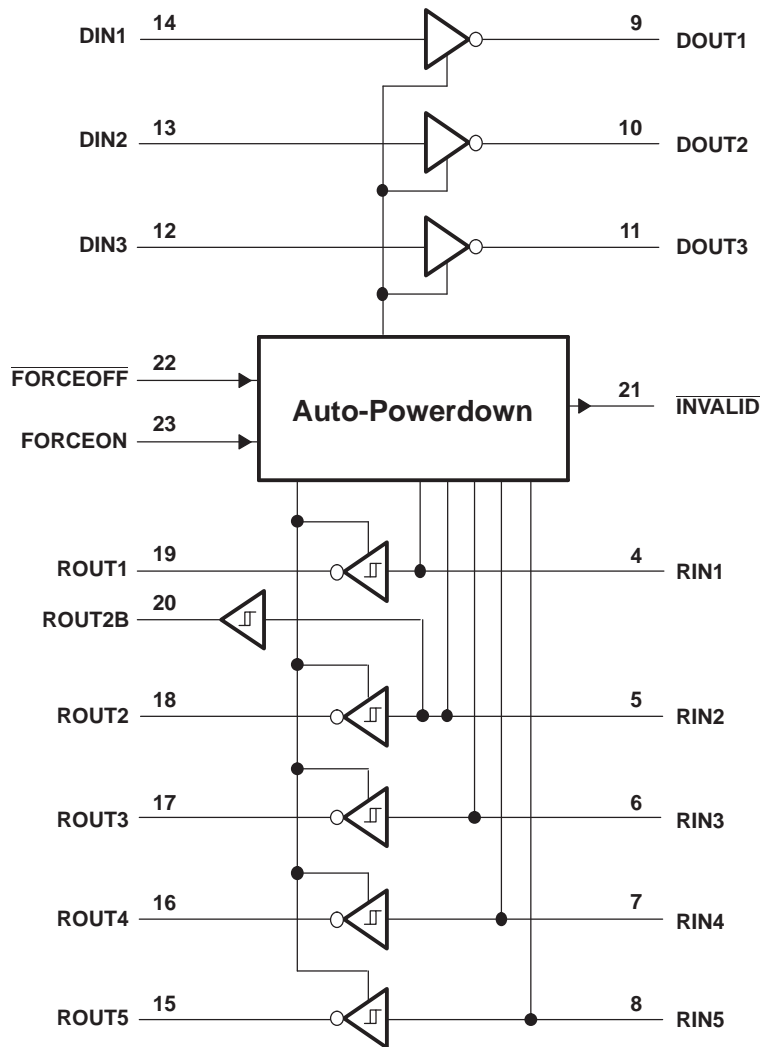 DIN1 14 9 DOUT1
DIN2 13 10 DOUT2
DIN3 12 11 DOUT3
FORCEOFF 22
Auto-Powerdown
21 INVALID
FORCEON 23
ROUT1 19 4 RIN1
ROUT2B 20
ROUT2 18 5 RIN2
ROUT3 17 6 RIN3
ROUT4 16 7 RIN4
ROUT5 15 8 RIN5